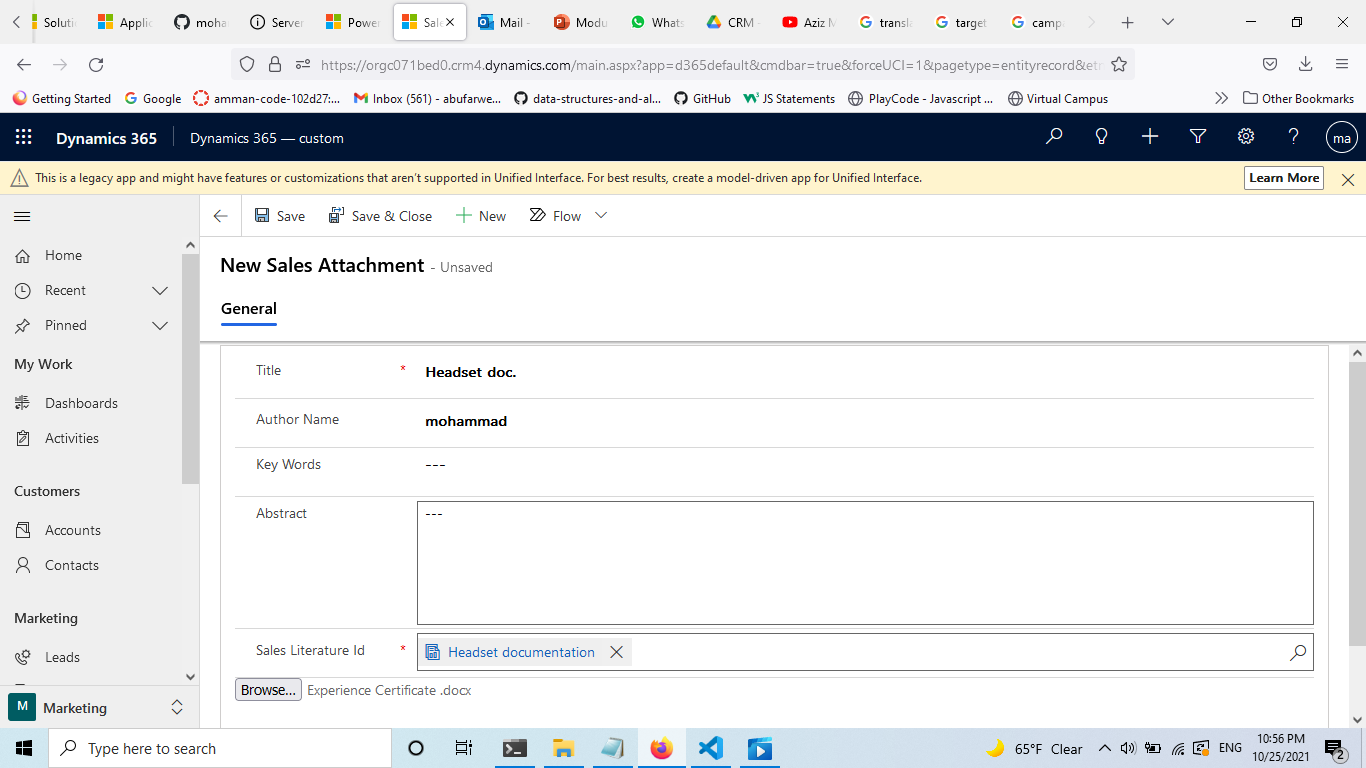 Soluti
Applic
moha
Server
Power
Sale
Mail -
Modu
Whats
CRM -
Aziz M
transla
target
campa
https://orgc071bed0.crm4.dynamics.com/main.aspx?app=d365default&cmdbar=true&forceUCI=1&pagetype=entityrecord&etn
Getting Started
Google
amman-code-102d27:...
Inbox (561) - abufarwe...
data-structures-and-al...
GitHub
JS Statements
PlayCode - Javascript ...
Virtual Campus
Other Bookmarks
Dynamics 365
Dynamics 365 — custom
ma
This is a legacy app and might have features or customizations that aren't supported in Unified Interface. For best results, create a model-driven app for Unified Interface.
Learn More
Save
Save & Close
New
Flow
Home
Recent
Pinned
My Work
Dashboards
Activities
Customers
Accounts
Contacts
Marketing
Leads
M
Marketing
New Sales Attachment - Unsaved
General
Title * Headset doc.
Author Name mohammad
Key Words ---
Abstract ---
Sales Literature Id * Headset documentation
Browse... Experience Certificate .docx
Type here to search
65°F Clear
ENG
10:56 PM
10/25/2021
2